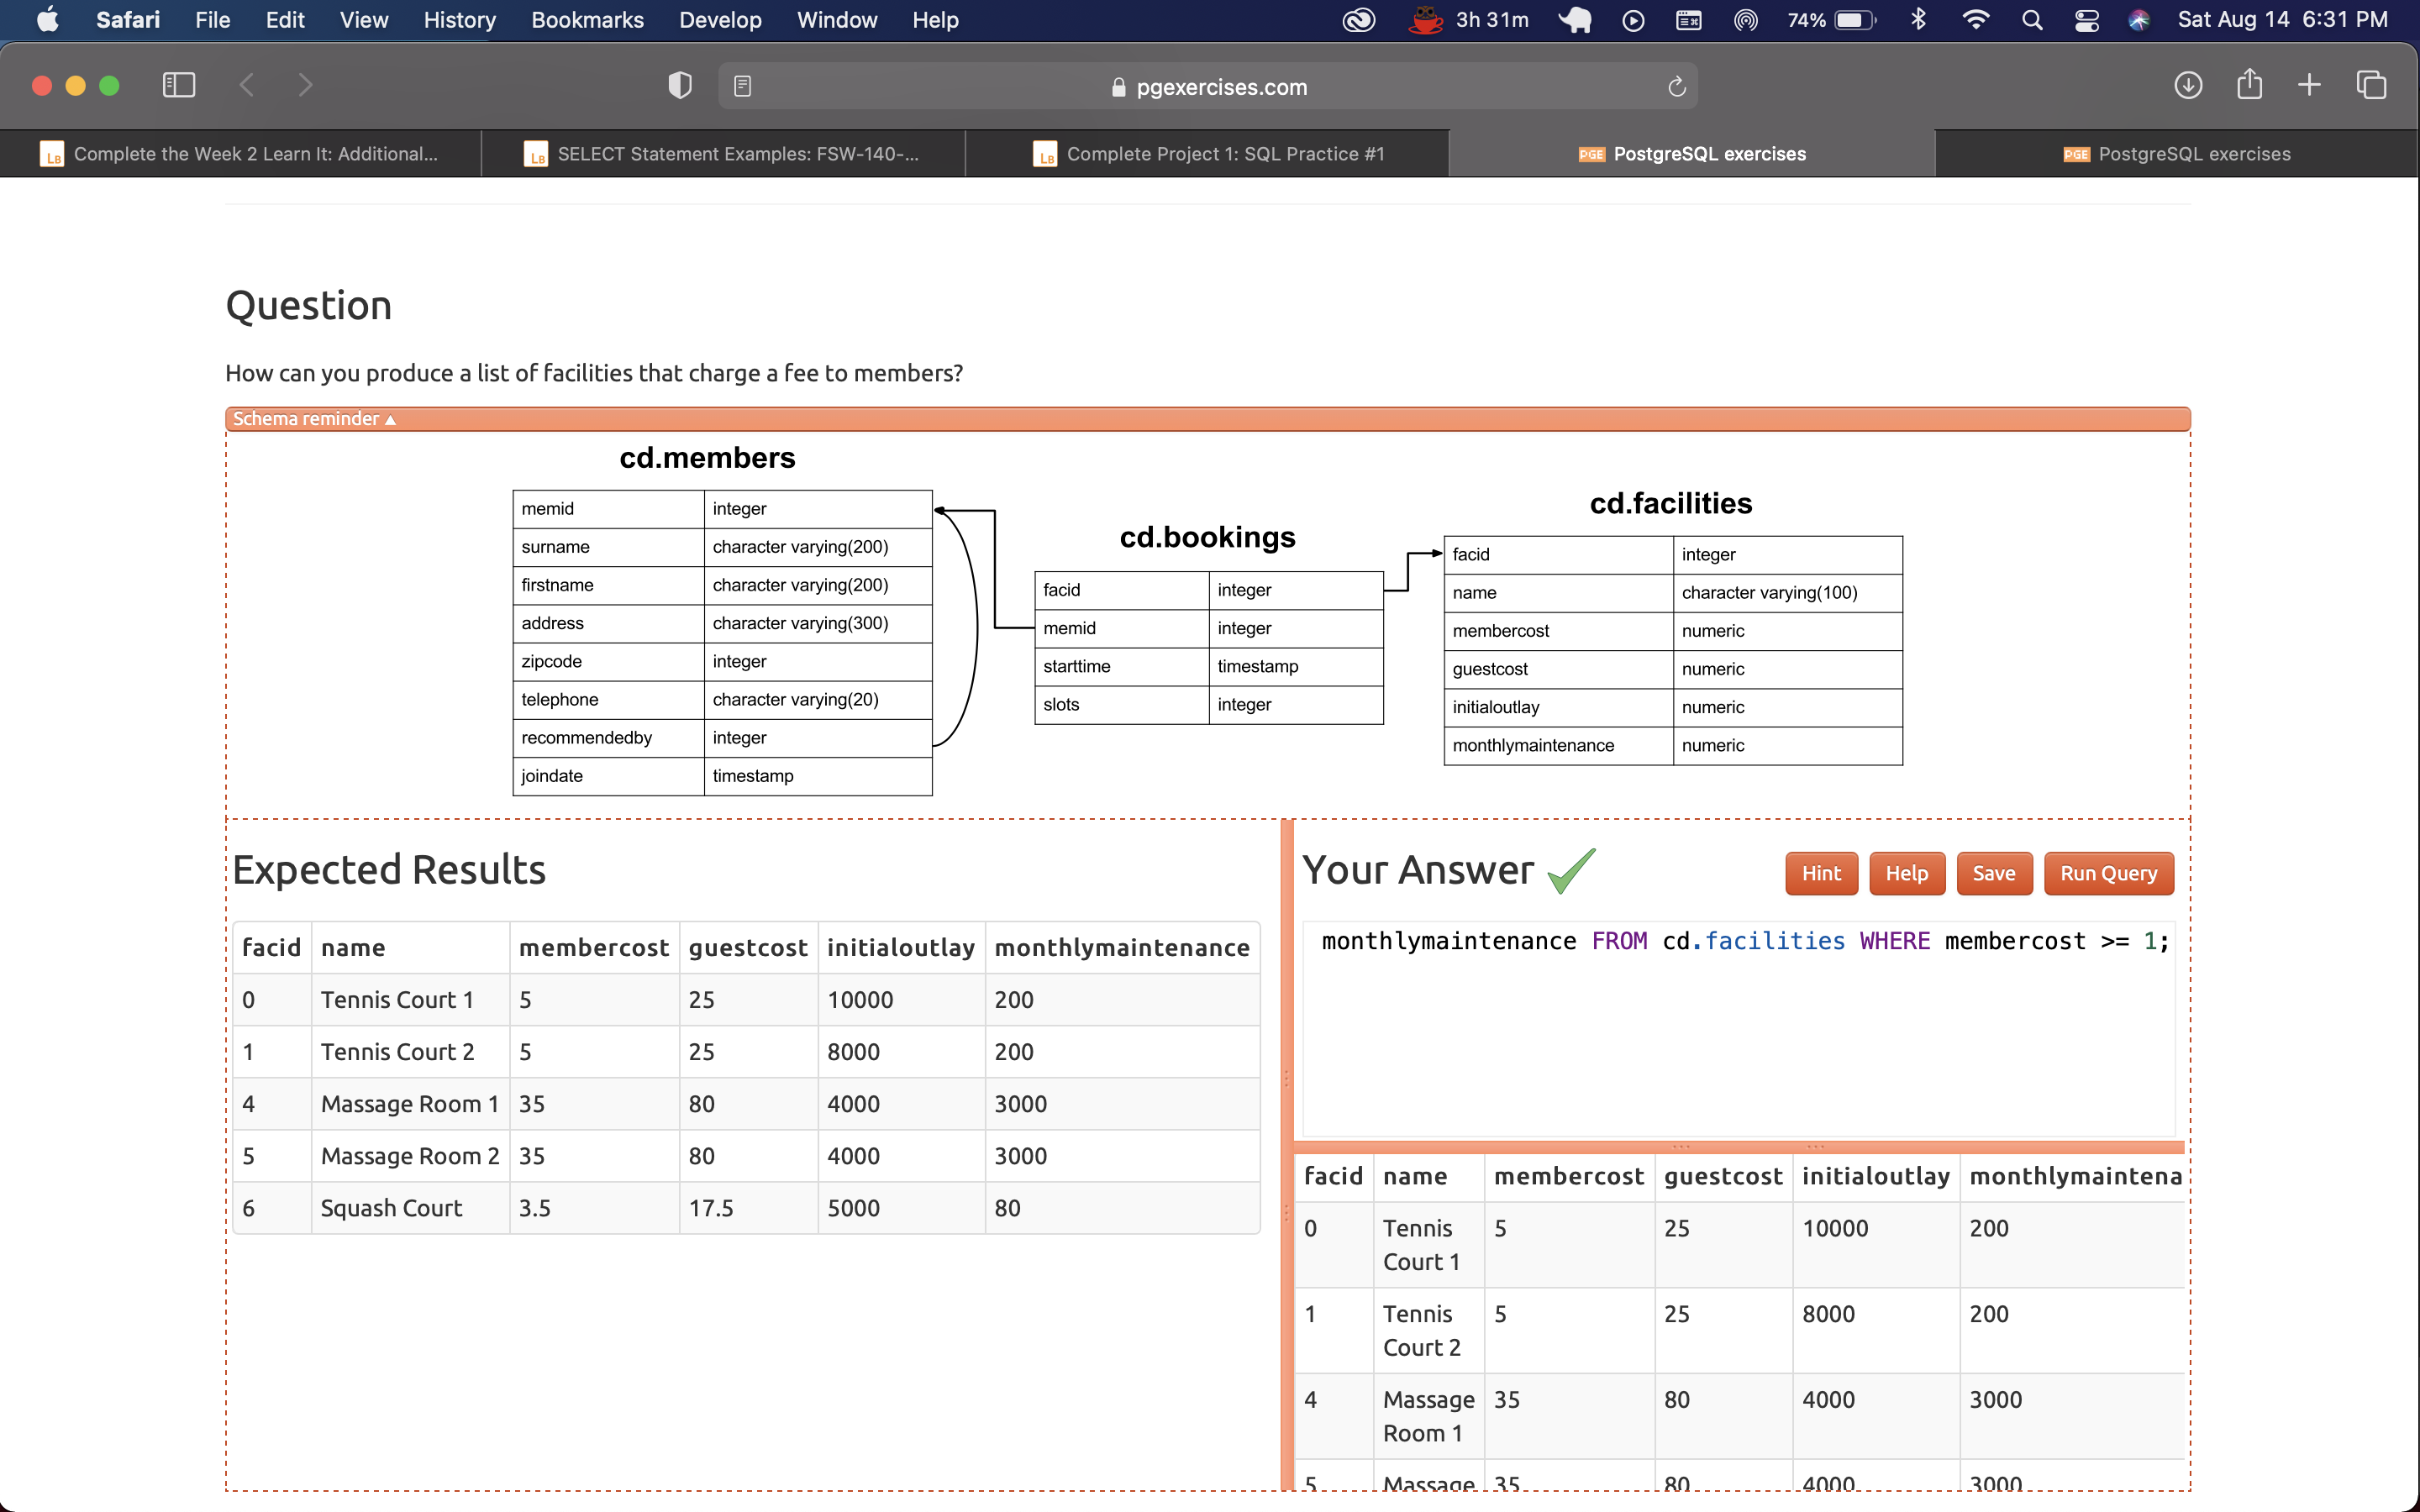 Safari File Edit View History Bookmarks Develop Window Help 3h 31m 74% Sat Aug 14 6:31 PM
pgexercises.com
LB Complete the Week 2 Learn It: Additional... LB SELECT Statement Examples: FSW-140-... LB Complete Project 1: SQL Practice #1 PGE PostgreSQL exercises PGE PostgreSQL exercises
Question
How can you produce a list of facilities that charge a fee to members?
Schema reminder ▲
cd.members
memid integer
surname character varying(200)
firstname character varying(200)
address character varying(300)
zipcode integer
telephone character varying(20)
recommendedby integer
joindate timestamp
cd.bookings
facid integer
memid integer
starttime timestamp
slots integer
cd.facilities
facid integer
name character varying(100)
membercost numeric
guestcost numeric
initialoutlay numeric
monthlymaintenance numeric
Expected Results
facid name membercost guestcost initialoutlay monthlymaintenance
0 Tennis Court 1 5 25 10000 200
1 Tennis Court 2 5 25 8000 200
4 Massage Room 1 35 80 4000 3000
5 Massage Room 2 35 80 4000 3000
6 Squash Court 3.5 17.5 5000 80
Your Answer Hint Help Save Run Query
monthlymaintenance FROM cd.facilities WHERE membercost >= 1;
facid name membercost guestcost initialoutlay monthlymaintena
0 Tennis 5 25 10000 200
Court 1
1 Tennis 5 25 8000 200
Court 2
4 Massage 35 80 4000 3000
Room 1
5 Massage 35 80 4000 3000